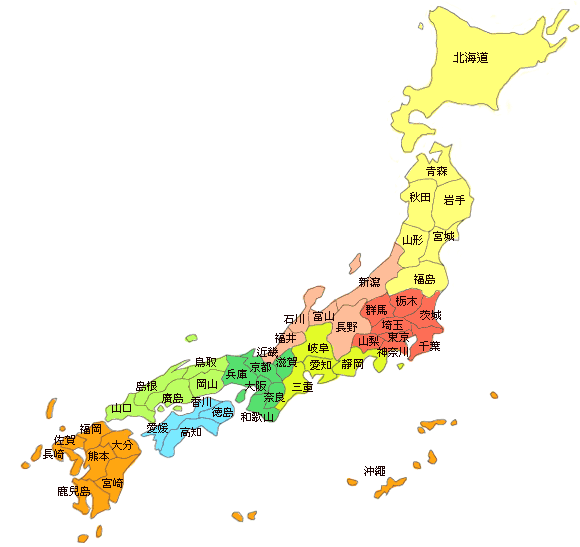 北海道
青森
秋田
岩手
山形
宮城
福島
新瀉
栃木
群馬
茨城
石川
富山
埼玉
長野
東京
福井
山梨
千葉
岐阜
神奈川
近畿
滋賀
愛知
靜岡
京都
鳥取
兵庫
岡山
大阪
三重
島根
奈良
廣島
香川
山口
徳島
和歌山
愛媛
高知
福岡
佐賀
大分
長崎
熊本
沖繩
宮崎
鹿兒島